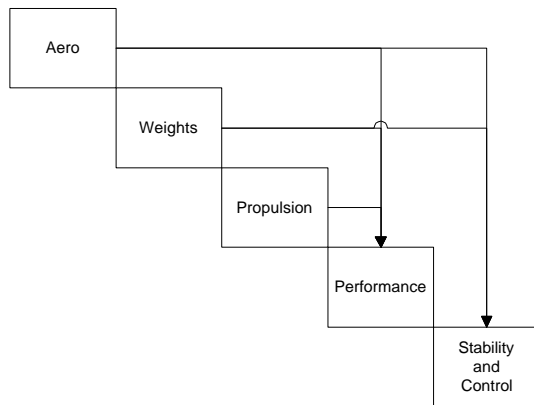 Aero
Weights
Propulsion
Performance
Stability
and
Control